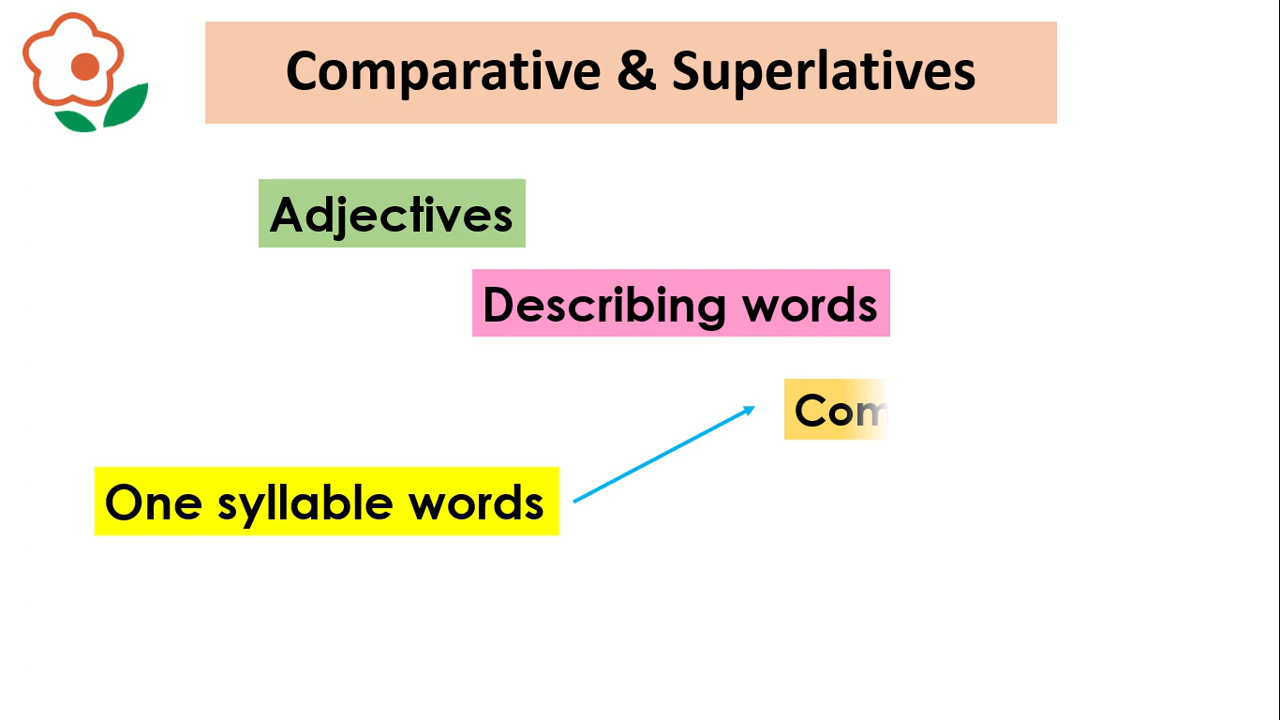 Comparative & Superlatives
Adjectives
Describing words
Com
One syllable words